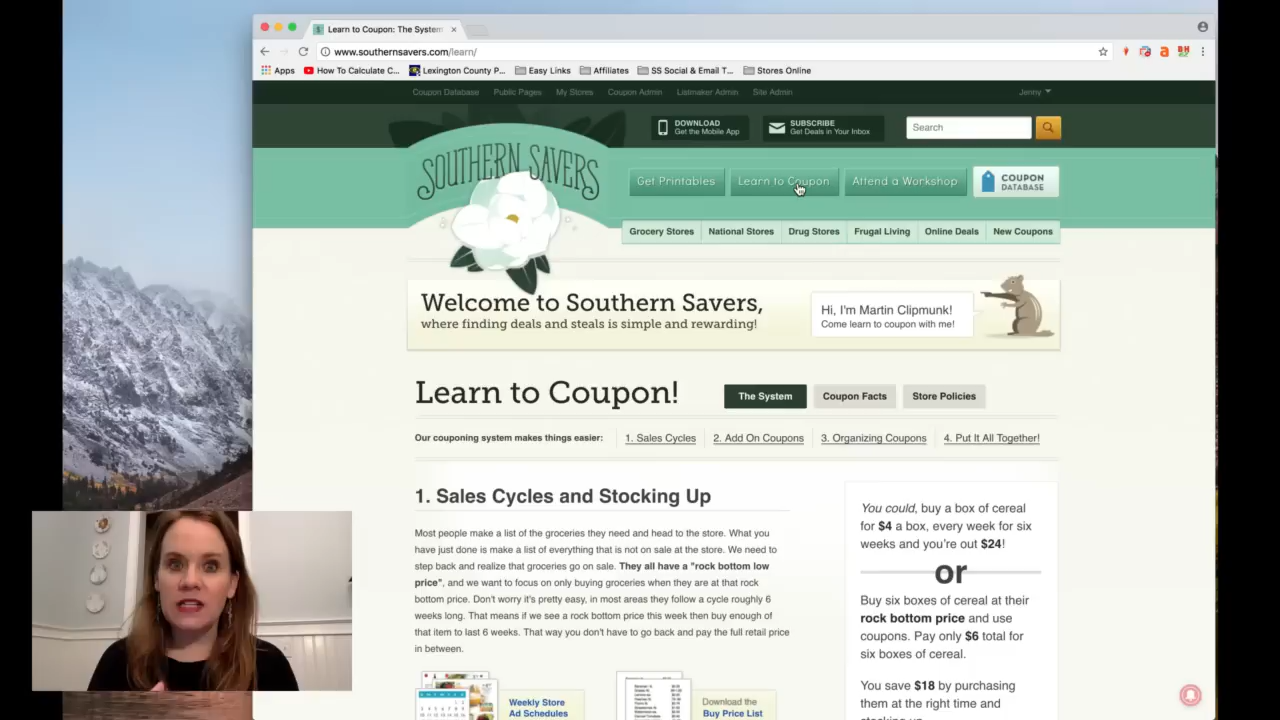 Learn to Coupon: The System
www.southernsavers.com/learn/
Apps
How To Calculate C...
Lexington County P...
Easy Links
Affiliates
SS Social & Email T...
Stores Online
Coupon Database
Public Pages
My Stores
Coupon Admin
Listmaker Admin
Site Admin
Jenny
DOWNLOAD
Get the Mobile App
SUBSCRIBE
Get Deals in Your Inbox
Search
SOUTHERN SAVERS
Get Printables
Learn to Coupon
Attend a Workshop
COUPON
DATABASE
Grocery Stores
National Stores
Drug Stores
Frugal Living
Online Deals
New Coupons
Welcome to Southern Savers,
where finding deals and steals is simple and rewarding!
Hi, I'm Martin Clipmunk!
Come learn to coupon with me!
Learn to Coupon!
The System
Coupon Facts
Store Policies
Our couponing system makes things easier:
1. Sales Cycles
2. Add On Coupons
3. Organizing Coupons
4. Put It All Together!
1. Sales Cycles and Stocking Up
Most people make a list of the groceries they need and head to the store. What you
have just done is make a list of everything that is not on sale at the store. We need to
step back and realize that groceries go on sale. They all have a "rock bottom low
price", and we want to focus on only buying groceries when they are at that rock
bottom price. Don't worry it's pretty easy, in most areas they follow a cycle roughly 6
weeks long. That means if we see a rock bottom price this week then buy enough of
that item to last 6 weeks. That way you don't have to go back and pay the full retail price
in between.
Weekly Store
Ad Schedules
Download the
Buy Price List
You could, buy a box of cereal
for $4 a box, every week for six
weeks and you're out $24!
or
Buy six boxes of cereal at their
rock bottom price and use
coupons. Pay only $6 total for
six boxes of cereal.
You save $18 by purchasing
them at the right time and